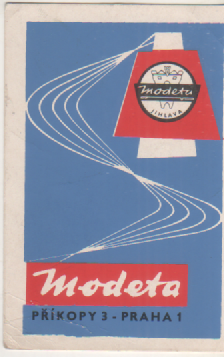 modeta
JIHLAVA
Modeta
PŘÍKOPY 3 - PRAHA 1